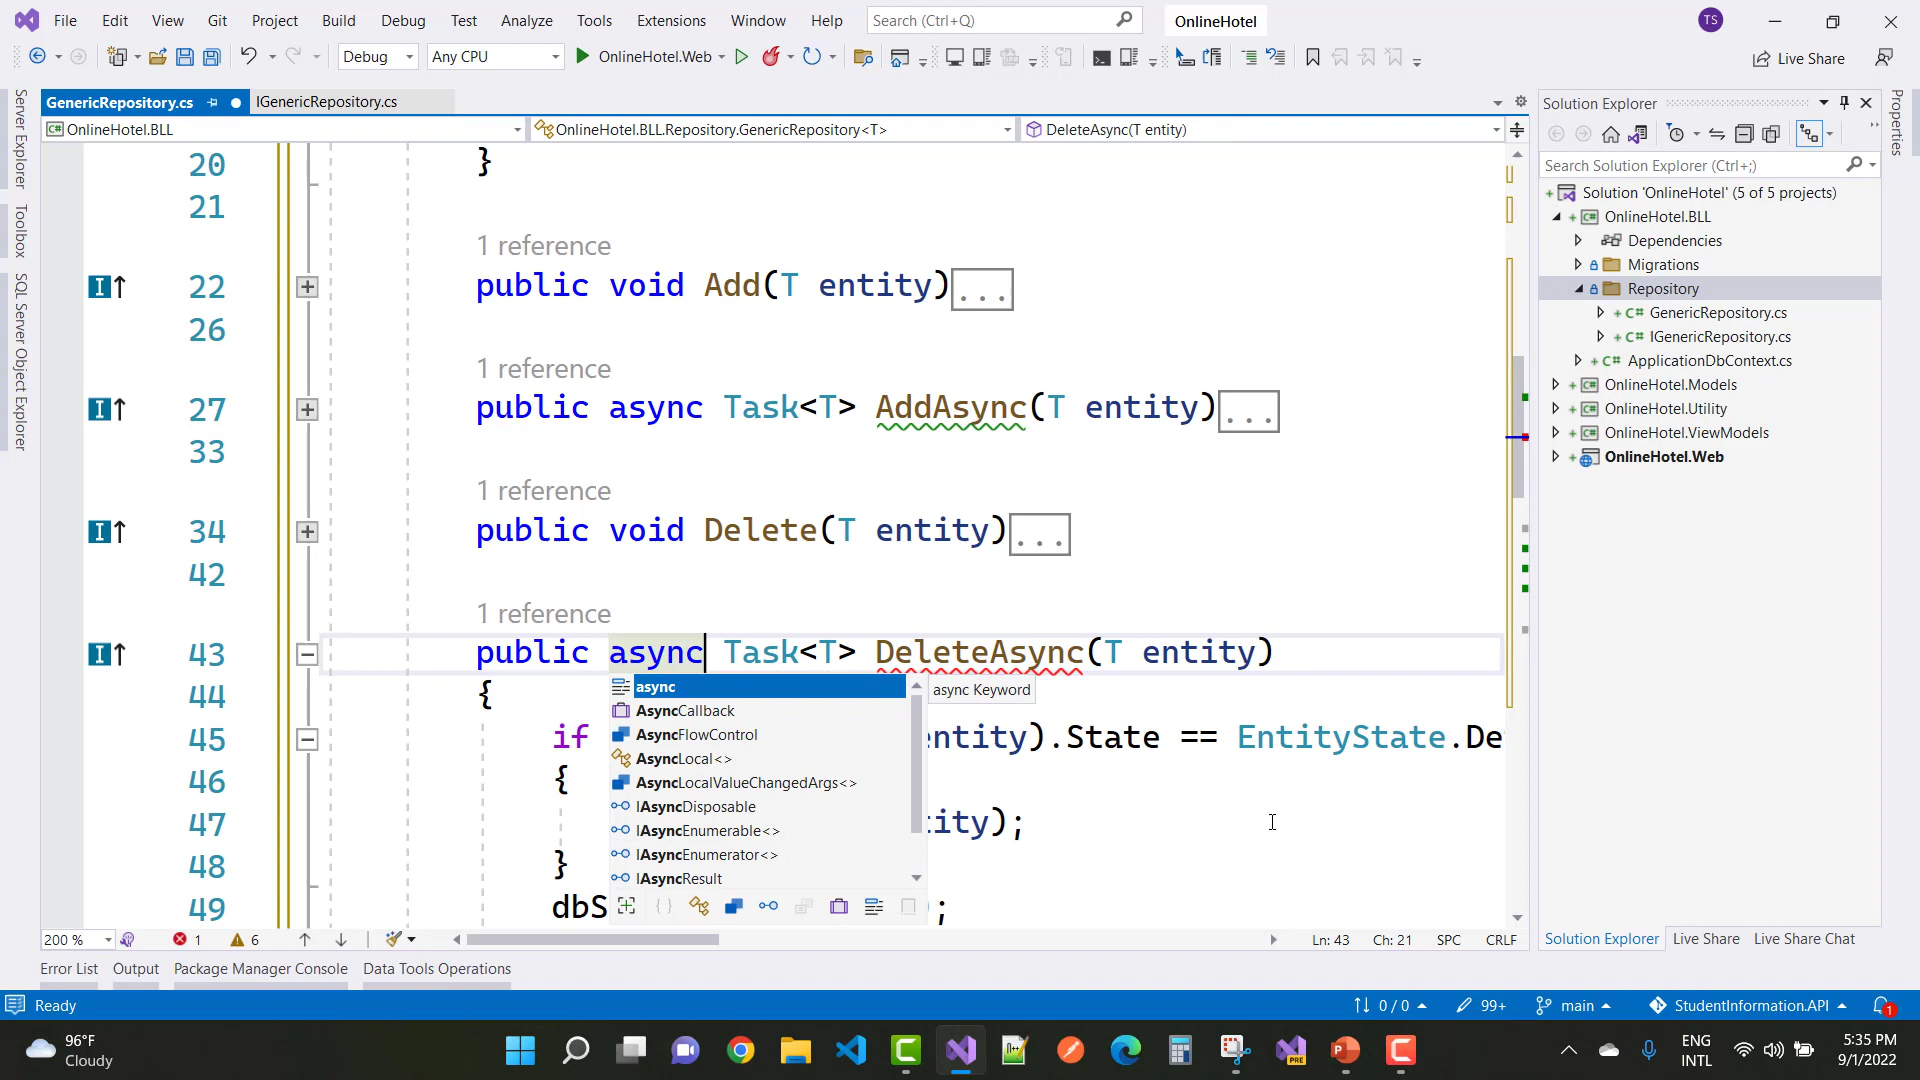 File Edit View Git Project Build Debug Test Analyze Tools Extensions Window Help Search (Ctrl+Q) OnlineHotel TS
Debug Any CPU OnlineHotel.Web Live Share
GenericRepository.cs IGenericRepository.cs
OnlineHotel.BLL OnlineHotel.BLL.Repository.GenericRepository<T> DeleteAsync(T entity)
20 }
21
1 reference
22 public void Add(T entity)...
26
1 reference
27 public async Task<T> AddAsync(T entity)...
33
1 reference
34 public void Delete(T entity)...
42
1 reference
43 public async Task<T> DeleteAsync(T entity)
44 {
45 if entity).State == EntityState.De
46 {
47 tity);
48 }
49 dbS ;
async
AsyncCallback
AsyncFlowControl
AsyncLocal<>
AsyncLocalValueChangedArgs<>
IAsyncDisposable
IAsyncEnumerable<>
IAsyncEnumerator<>
IAsyncResult
async Keyword
200 % 1 6 Ln: 43 Ch: 21 SPC CRLF
Error List Output Package Manager Console Data Tools Operations
Server Explorer
Toolbox
SQL Server Object Explorer
Solution Explorer
Search Solution Explorer (Ctrl+;)
Solution 'OnlineHotel' (5 of 5 projects)
OnlineHotel.BLL
Dependencies
Migrations
Repository
GenericRepository.cs
IGenericRepository.cs
ApplicationDbContext.cs
OnlineHotel.Models
OnlineHotel.Utility
OnlineHotel.ViewModels
OnlineHotel.Web
Solution Explorer Live Share Live Share Chat
Properties
Ready 0 / 0 99+ main StudentInformation.API 1
96°F
Cloudy
PRE
ENG
INTL
5:35 PM
9/1/2022